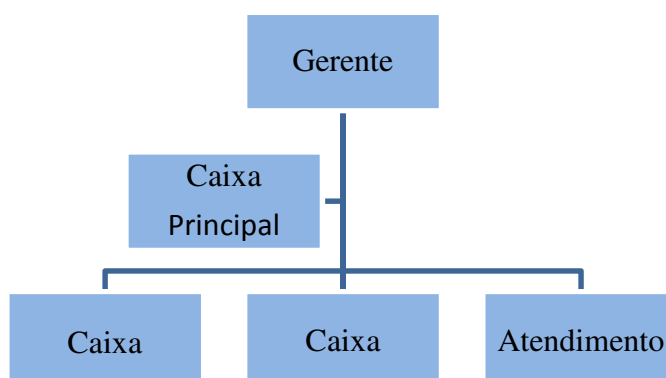 Gerente
Caixa
Principal
Caixa
Caixa
Atendimento